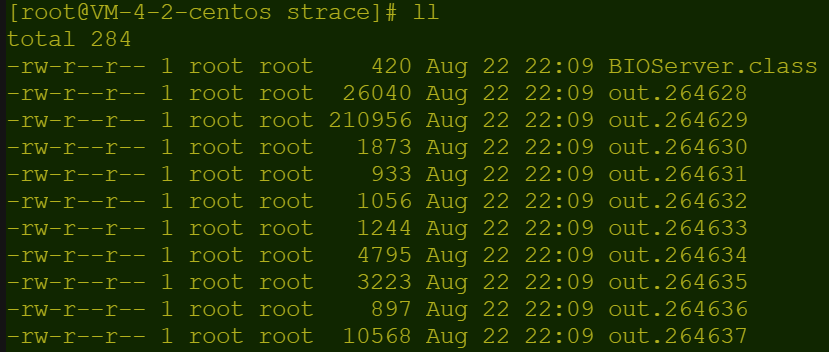 [root@VM-4-2-centos strace]# ll
total 284
-rw-r--r-- 1 root root    420 Aug 22 22:09 BIOServer.class
-rw-r--r-- 1 root root  26040 Aug 22 22:09 out.264628
-rw-r--r-- 1 root root 210956 Aug 22 22:09 out.264629
-rw-r--r-- 1 root root   1873 Aug 22 22:09 out.264630
-rw-r--r-- 1 root root    933 Aug 22 22:09 out.264631
-rw-r--r-- 1 root root   1056 Aug 22 22:09 out.264632
-rw-r--r-- 1 root root   1244 Aug 22 22:09 out.264633
-rw-r--r-- 1 root root   4795 Aug 22 22:09 out.264634
-rw-r--r-- 1 root root   3223 Aug 22 22:09 out.264635
-rw-r--r-- 1 root root    897 Aug 22 22:09 out.264636
-rw-r--r-- 1 root root  10568 Aug 22 22:09 out.264637